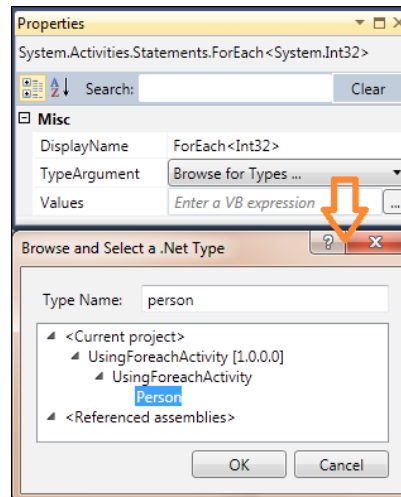 Properties
System.Activities.Statements.ForEach<System.Int32>
Search:
Clear
Misc
DisplayName ForEach<Int32>
TypeArgument Browse for Types ...
Values Enter a VB expression ...
Browse and Select a .Net Type
Type Name: person
<Current project>
UsingForeachActivity [1.0.0.0]
UsingForeachActivity
Person
<Referenced assemblies>
OK Cancel